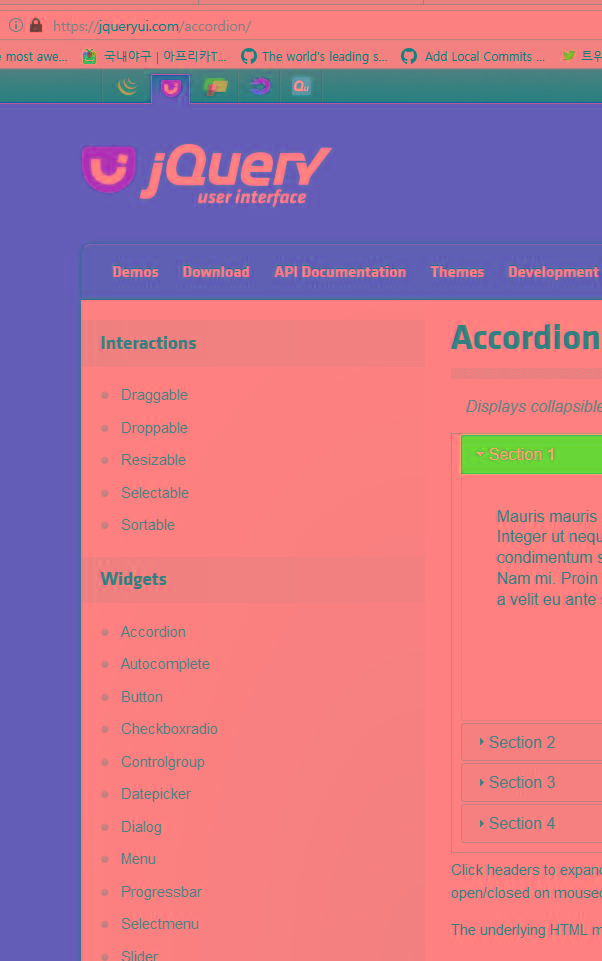 https://jqueryui.com/accordion/
most awe... 국내야구 | 아프리카T... The world's leading s... Add Local Commits ... 트위
Qu
jQuery
user interface
Demos Download API Documentation Themes Development
Interactions
Draggable
Droppable
Resizable
Selectable
Sortable
Widgets
Accordion
Autocomplete
Button
Checkboxradio
Controlgroup
Datepicker
Dialog
Menu
Progressbar
Selectmenu
Slider
Accordion
Displays collapsible
Section 1
Mauris mauris
Integer ut nequ
condimentum s
Nam mi. Proin
a velit eu ante
Section 2
Section 3
Section 4
Click headers to expand
open/closed on mouseo
The underlying HTML m